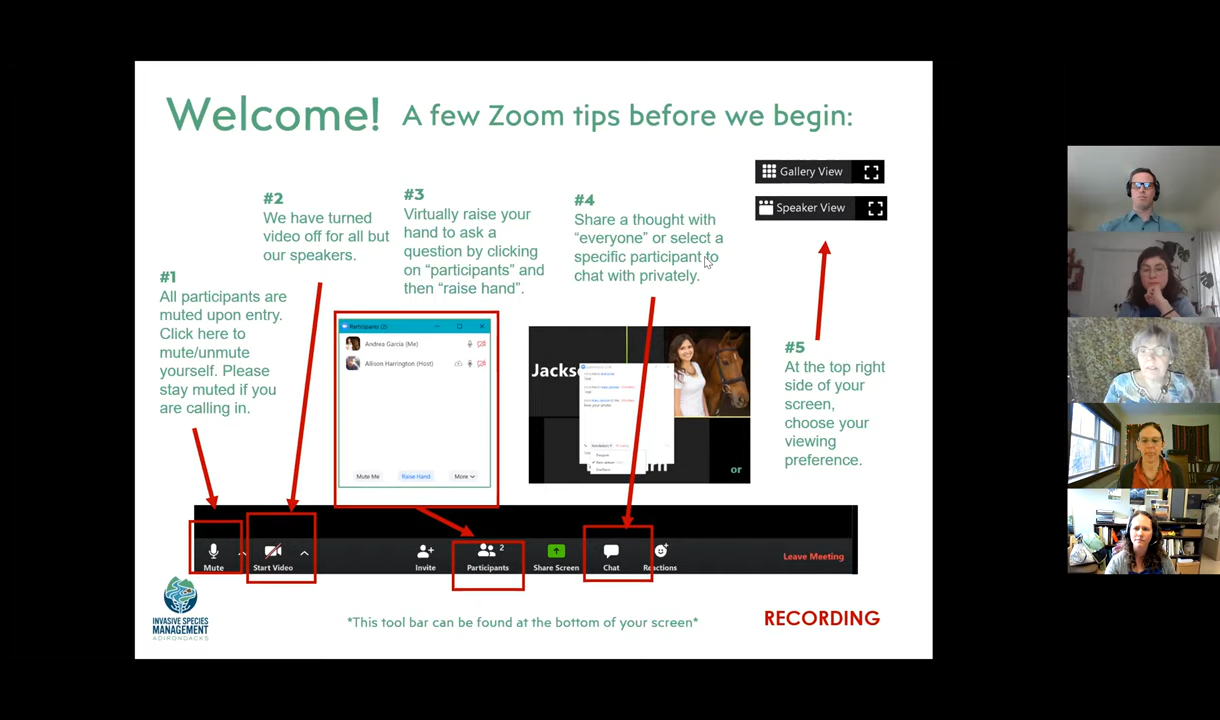 Welcome! A few Zoom tips before we begin:
Gallery View
Speaker View
#1
All participants are
muted upon entry.
Click here to
mute/unmute
yourself. Please
stay muted if you
are calling in.
#2
We have turned
video off for all but
our speakers.
#3
Virtually raise your
hand to ask a
question by clicking
on “participants” and
then “raise hand”.
#4
Share a thought with
“everyone” or select a
specific participant to
chat with privately.
#5
At the top right
side of your
screen,
choose your
viewing
preference.
Participants (2)
Andrea Garcia (Me)
Allison Harrington (Host)
Mute Me
Raise Hand
More
Jackso
or
Mute
Start Video
Invite
2
Participants
Share Screen
Chat
Reactions
Leave Meeting
INVASIVE SPECIES
MANAGEMENT
ADIRONDACKS
*This tool bar can be found at the bottom of your screen*
RECORDING